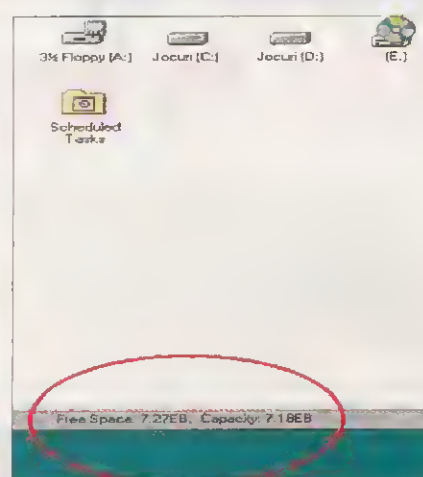 3½ Floppy (A:) Jocuri (C:) Jocuri (D:) (E:)
Scheduled
Tasks
Free Space: 7.27EB, Capacity: 7.18EB